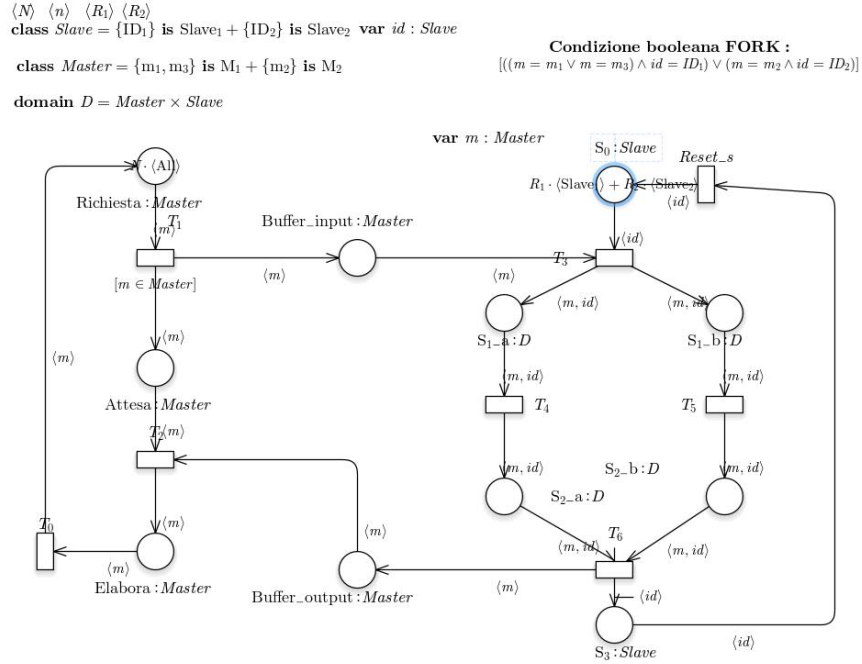 ⟨N⟩ ⟨n⟩ ⟨R₁⟩ ⟨R₂⟩
class Slave = {ID₁} is Slave₁ + {ID₂} is Slave₂ var id : Slave
Condizione booleana FORK :
[((m = m₁ ∨ m = m₃) ∧ id = ID₁) ∨ (m = m₂ ∧ id = ID₂)]
class Master = {m₁, m₃} is M₁ + {m₂} is M₂
domain D = Master × Slave
var m : Master
S₀ : Slave
Reset_s
N · ⟨All⟩
R₁ · ⟨Slave₁⟩ + R₂ · ⟨Slave₂⟩
⟨id⟩
Richiesta : Master
T₁
⟨m⟩
Buffer_input : Master
⟨id⟩
T₃
⟨m⟩
⟨m⟩
[m ∈ Master]
⟨m, id⟩
⟨m, id⟩
⟨m⟩
S₁_a : D
S₁_b : D
⟨m⟩
⟨m, id⟩
⟨m, id⟩
Attesa : Master
T₄
T₅
T₂
⟨m⟩
⟨m, id⟩
S₂_b : D
⟨m, id⟩
S₂_a : D
T₀
⟨m⟩
⟨m⟩
T₆
⟨m, id⟩
⟨m, id⟩
⟨m⟩
Elabora : Master
⟨m⟩
Buffer_output : Master
⟨id⟩
⟨id⟩
S₃ : Slave